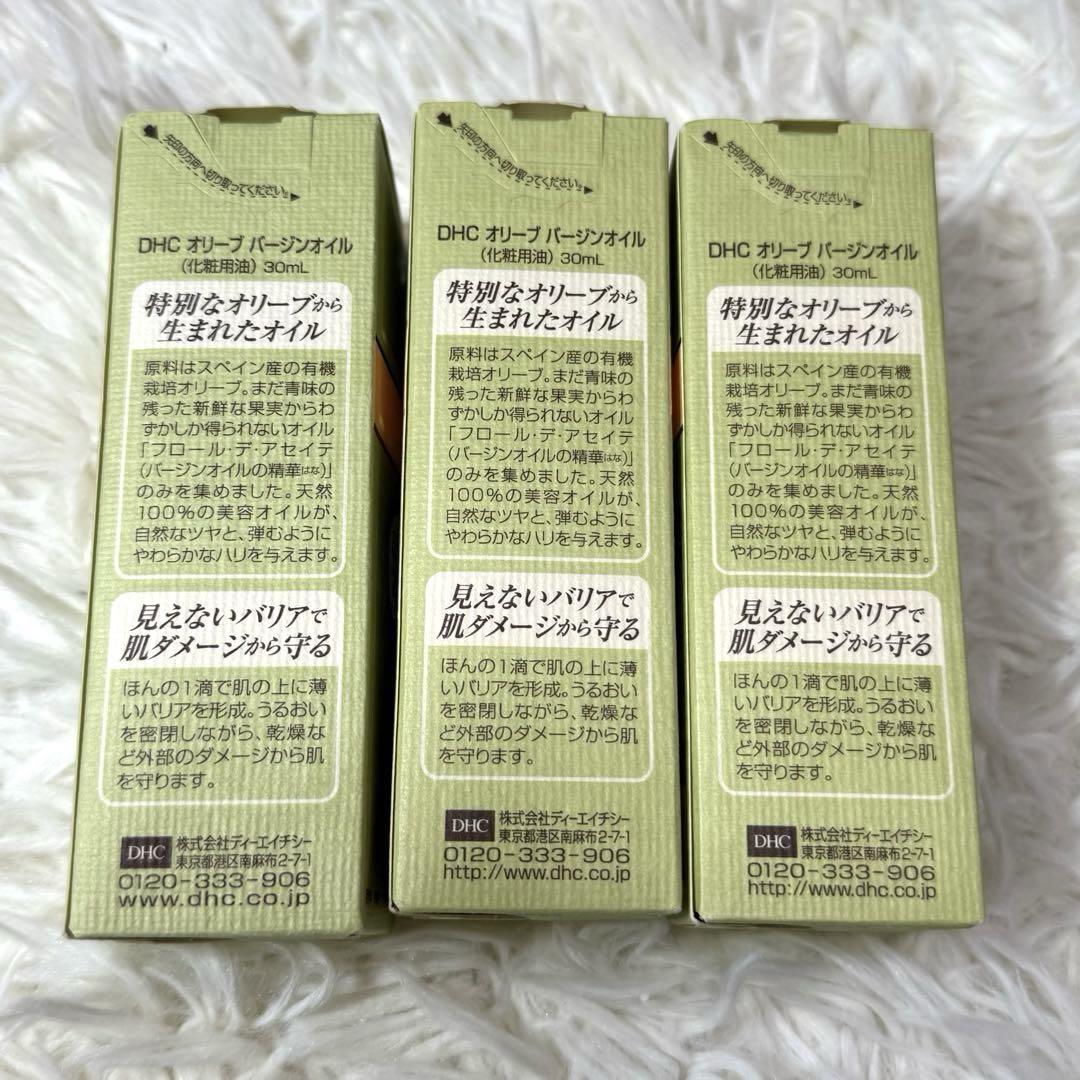 矢印の方向へ切り取ってください。
DHC オリーブ バージンオイル
（化粧用油）30mL
特別なオリーブから
生まれたオイル
原料はスペイン産の有機
栽培オリーブ。まだ青味の
残った新鮮な果実からわ
ずかしか得られないオイル
「フロール・デ・アセイテ
(バージンオイルの精華はな)」
のみを集めました。天然
100%の美容オイルが、
自然なツヤと、弾むように
やわらかなハリを与えます。
見えないバリアで
肌ダメージから守る
ほんの1滴で肌の上に薄
いバリアを形成。うるおい
を密閉しながら、乾燥な
ど外部のダメージから肌
を守ります。
DHC 株式会社ディーエイチシー
東京都港区南麻布2-7-1
0120-333-906
www.dhc.co.jp
矢印の方向へ切り取ってください。
DHC オリーブ バージンオイル
（化粧用油）30mL
特別なオリーブから
生まれたオイル
原料はスペイン産の有機
栽培オリーブ。まだ青味の
残った新鮮な果実からわ
ずかしか得られないオイル
「フロール・デ・アセイテ
(バージンオイルの精華はな)」
のみを集めました。天然
100%の美容オイルが、
自然なツヤと、弾むように
やわらかなハリを与えます。
見えないバリアで
肌ダメージから守る
ほんの1滴で肌の上に薄
いバリアを形成。うるおい
を密閉しながら、乾燥な
ど外部のダメージから肌
を守ります。
DHC 株式会社ディーエイチシー
東京都港区南麻布2-7-1
0120-333-906
http://www.dhc.co.jp
矢印の方向へ切り取ってください。
DHC オリーブ バージンオイル
（化粧用油）30mL
特別なオリーブから
生まれたオイル
原料はスペイン産の有機
栽培オリーブ。まだ青味の
残った新鮮な果実からわ
ずかしか得られないオイル
「フロール・デ・アセイテ
(バージンオイルの精華はな)」
のみを集めました。天然
100%の美容オイルが、
自然なツヤと、弾むように
やわらかなハリを与えます。
見えないバリアで
肌ダメージから守る
ほんの1滴で肌の上に薄
いバリアを形成。うるおい
を密閉しながら、乾燥な
ど外部のダメージから肌
を守ります。
DHC 株式会社ディーエイチシー
東京都港区南麻布2-7-1
0120-333-906
http://www.dhc.co.jp